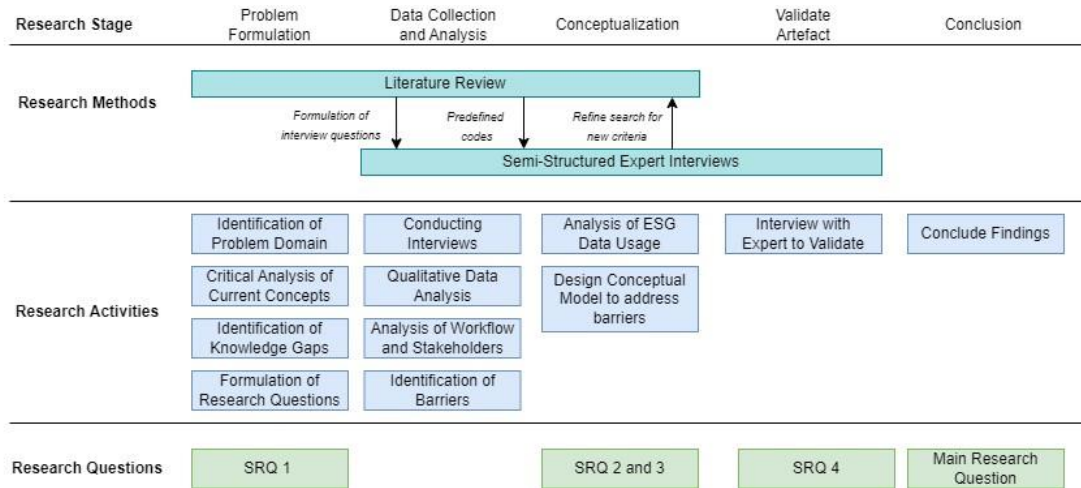 Research Stage
Problem
Formulation
Data Collection
and Analysis
Conceptualization
Validate
Artefact
Conclusion
Research Methods
Literature Review
Formulation of
interview questions
Predefined
codes
Refine search for
new criteria
Semi-Structured Expert Interviews
Research Activities
Identification of
Problem Domain
Critical Analysis of
Current Concepts
Identification of
Knowledge Gaps
Formulation of
Research Questions
Conducting
Interviews
Qualitative Data
Analysis
Analysis of Workflow
and Stakeholders
Identification of
Barriers
Analysis of ESG
Data Usage
Design Conceptual
Model to address
barriers
Interview with
Expert to Validate
Conclude Findings
Research Questions
SRQ 1
SRQ 2 and 3
SRQ 4
Main Research
Question